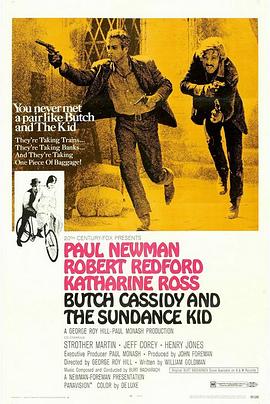 You never met
a pair like Butch
and The Kid
They're Taking Trains...
They're Taking Banks...
And They're Taking
One Piece of Baggage!
20TH CENTURY-FOX PRESENTS
PAUL NEWMAN
ROBERT REDFORD
KATHARINE ROSS
BUTCH CASSIDY AND
THE SUNDANCE KID
A GEORGE ROY HILL-PAUL MONASH PRODUCTION
CO-STARRING
STROTHER MARTIN • JEFF COREY • HENRY JONES
Executive Producer PAUL MONASH • Produced by JOHN FOREMAN
Directed by GEORGE ROY HILL • Written by WILLIAM GOLDMAN
Music Composed and Conducted by BURT BACHARACH
A NEWMAN-FOREMAN PRESENTATION
PANAVISION® COLOR by DELUXE